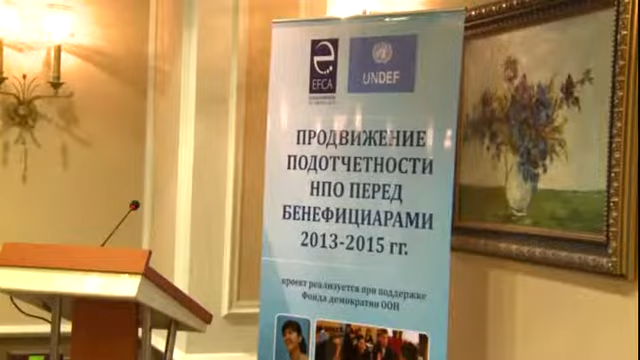 EFCA
UNDEF
ПРОДВИЖЕНИЕ
ПОДОТЧЕТНОСТИ
НПО ПЕРЕД
БЕНЕФИЦИАРАМИ
2013-2015 гг.
проект реализуется при поддержке
Фонда демократии ООН